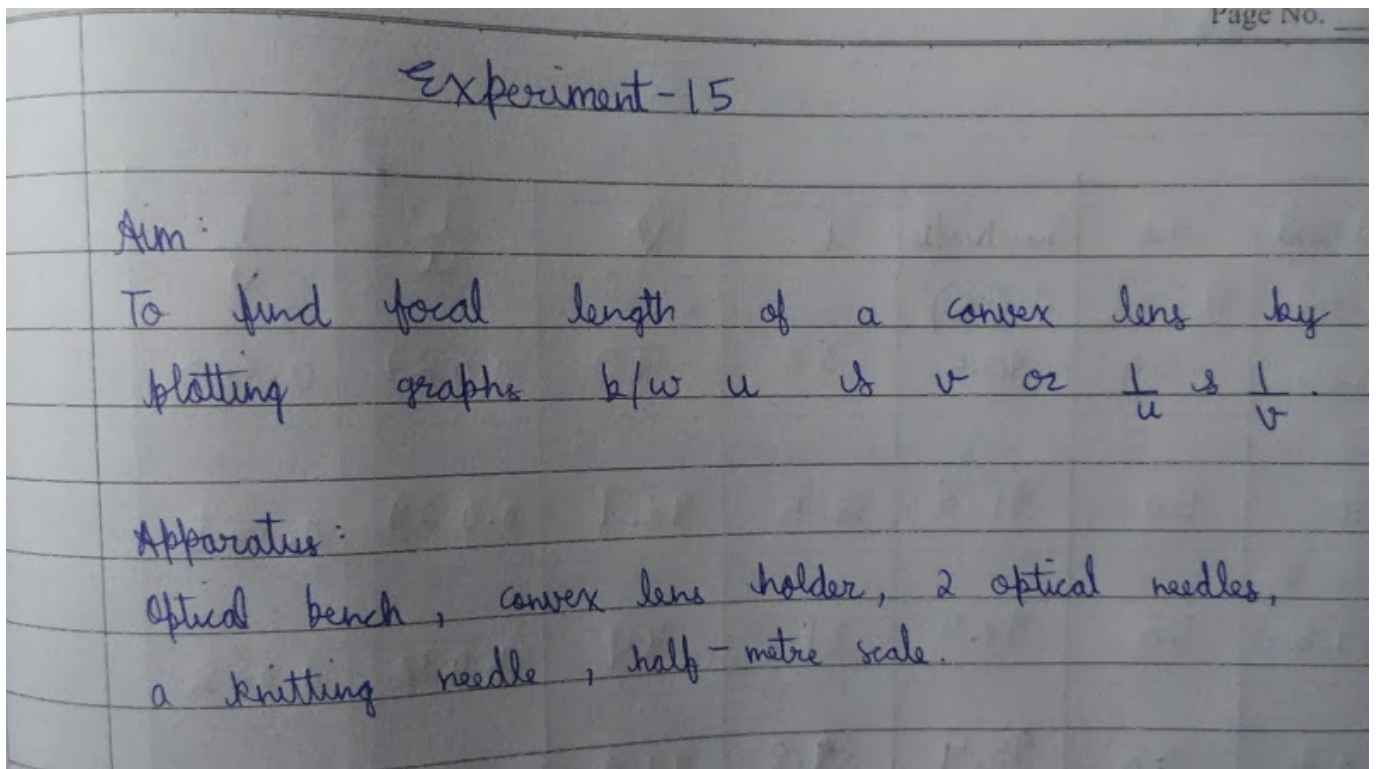 Page No.
Experiment-15
Aim:
To find focal length of a convex lens by
plotting graphs b/w u & v or 1/u & 1/v.
Apparatus:
Optical bench, convex lens holder, 2 optical needles,
a knitting needle, half-metre scale.